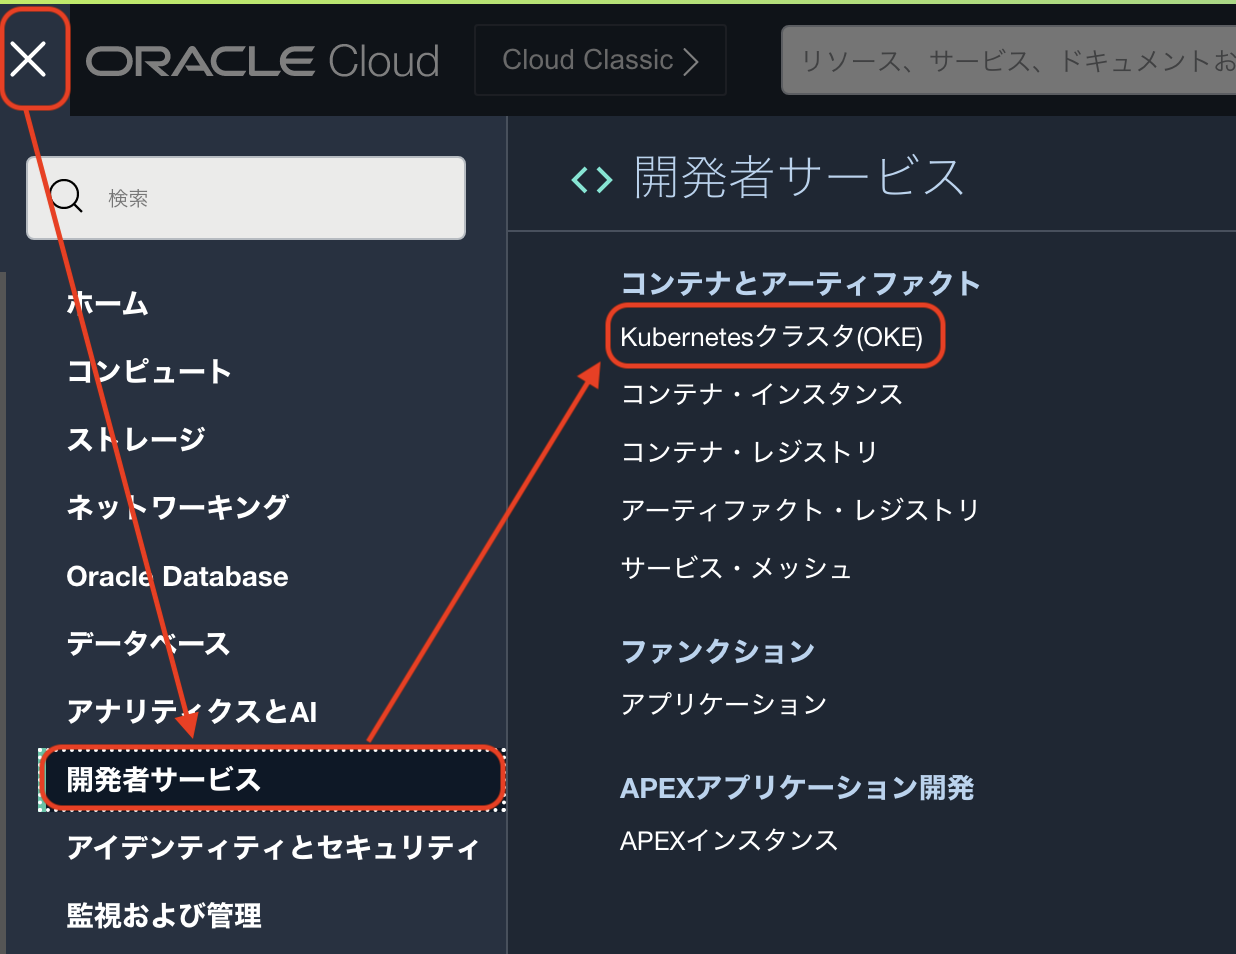 ORACLE Cloud
Cloud Classic
リソース、サービス、ドキュメントお
検索
ホーム
コンピュート
ストレージ
ネットワーキング
Oracle Database
データベース
アナリティクスとAI
開発者サービス
アイデンティティとセキュリティ
監視および管理
開発者サービス
コンテナとアーティファクト
Kubernetesクラスタ(OKE)
コンテナ・インスタンス
コンテナ・レジストリ
アーティファクト・レジストリ
サービス・メッシュ
ファンクション
アプリケーション
APEXアプリケーション開発
APEXインスタンス